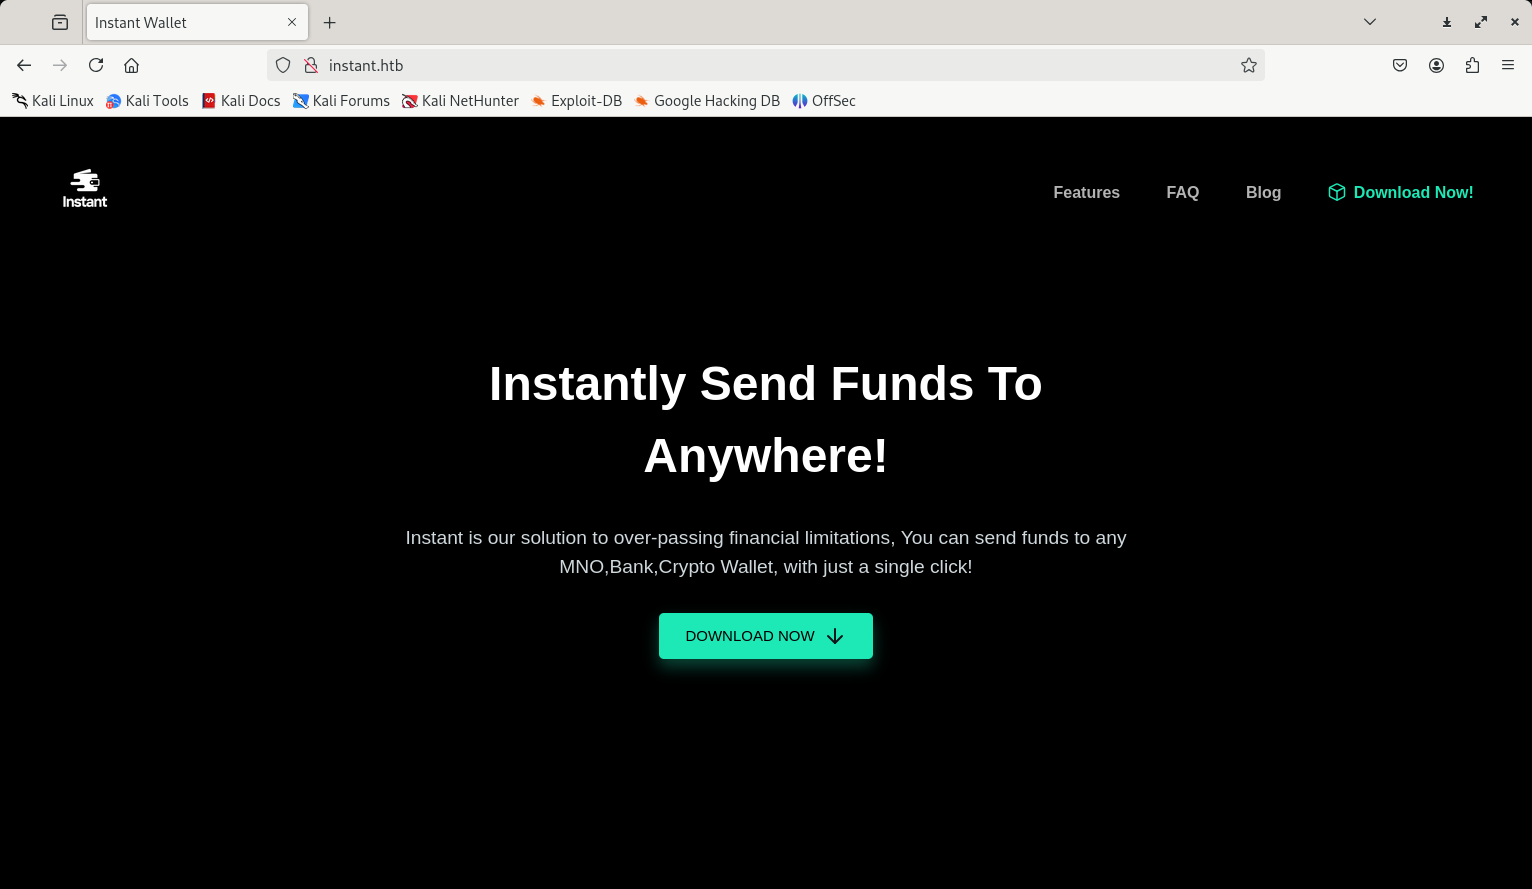 Instant Wallet
instant.htb
Kali Linux Kali Tools Kali Docs Kali Forums Kali NetHunter Exploit-DB Google Hacking DB OffSec
Instant
Features FAQ Blog Download Now!
Instantly Send Funds To
Anywhere!
Instant is our solution to over-passing financial limitations, You can send funds to any
MNO,Bank,Crypto Wallet, with just a single click!
DOWNLOAD NOW